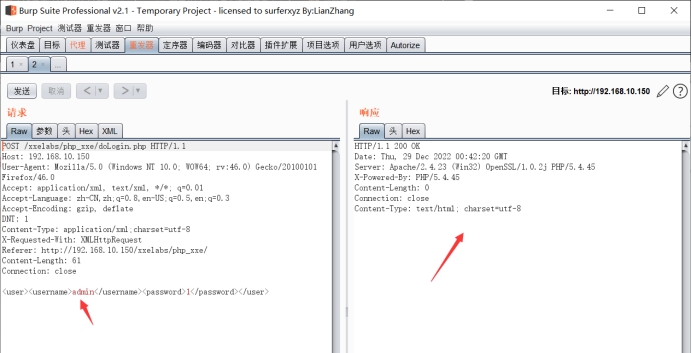 Burp Suite Professional v2.1 - Temporary Project - licensed to surferxyz By:LianZhang
Burp Project 测试器 重发器 窗口 帮助
仪表盘 目标 代理 测试器 重发器 定序器 编码器 对比器 插件扩展 项目选项 用户选项 Autorize
1 × 2 × ...
发送 取消 < | ▼ > | ▼ 目标: http://192.168.10.150 ?
请求
Raw 参数 头 Hex XML
POST /xxelabs/php_xxe/doLogin.php HTTP/1.1
Host: 192.168.10.150
User-Agent: Mozilla/5.0 (Windows NT 10.0; WOW64; rv:46.0) Gecko/20100101
Firefox/46.0
Accept: application/xml, text/xml, */*; q=0.01
Accept-Language: zh-CN,zh;q=0.8,en-US;q=0.5,en;q=0.3
Accept-Encoding: gzip, deflate
DNT: 1
Content-Type: application/xml;charset=utf-8
X-Requested-With: XMLHttpRequest
Referer: http://192.168.10.150/xxelabs/php_xxe/
Content-Length: 61
Connection: close
<user><username>admin</username><password>1</password></user>
响应
Raw 头 Hex
HTTP/1.1 200 OK
Date: Thu, 29 Dec 2022 00:42:20 GMT
Server: Apache/2.4.23 (Win32) OpenSSL/1.0.2j PHP/5.4.45
X-Powered-By: PHP/5.4.45
Content-Length: 0
Connection: close
Content-Type: text/html; charset=utf-8